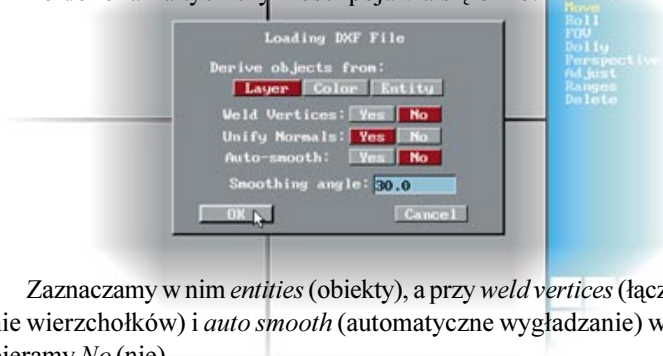 Move
Roll
FOV
Dolly
Perspective
Adjust
Ranges
Delete
Loading DXF File
Derive objects from:
Layer Color Entity
Weld Vertices: Yes No
Unify Normals: Yes No
Auto-smooth: Yes No
Smoothing angle: 30.0
OK Cancel
Zaznaczamy w nim entities (obiekty), a przy weld vertices (łącz
nie wierzchołków) i auto smooth (automatyczne wygładzanie) w
bieramy No (nie).